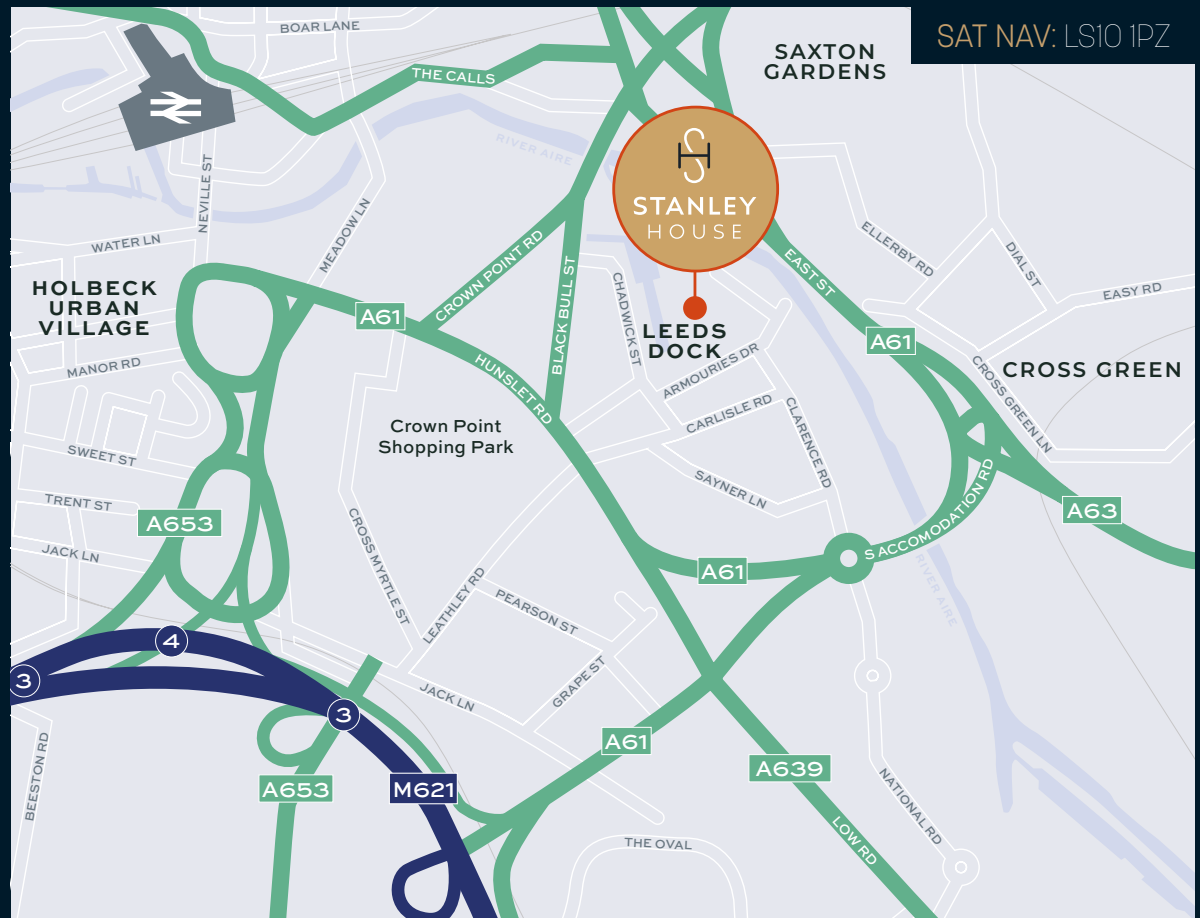 BOAR LANE
SAT NAV: LS10 1PZ
SAXTON
GARDENS
THE CALLS
RIVER AIRE
STANLEY
HOUSE
NEVILLE ST
MEADOW LN
WATER LN
CROWN POINT RD
ELLERBY RD
DIAL ST
EASY RD
EAST ST
HOLBECK
URBAN
VILLAGE
A61
BLACK BULL ST
CHADWICK ST
LEEDS
DOCK
A61
MANOR RD
HUNSLET RD
ARMOURIES DR
CROSS GREEN LN
CROSS GREEN
CARLISLE RD
CLARENCE RD
Crown Point
Shopping Park
SWEET ST
SAYNER LN
TRENT ST
A653
A63
S ACCOMODATION RD
JACK LN
CROSS MYRTLE ST
LEATHLEY RD
A61
RIVER AIRE
PEARSON ST
4
3
GRAPE ST
JACK LN
3
A61
BEESTON RD
A653
M621
A639
NATIONAL RD
LOW RD
THE OVAL